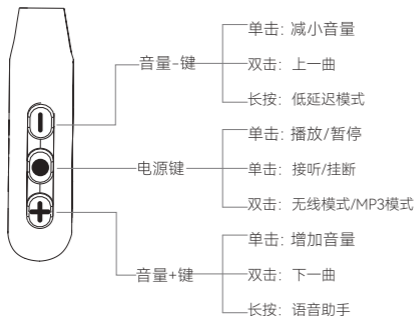 单击: 减小音量
音量-键
双击: 上一曲
长按: 低延迟模式
单击: 播放/暂停
电源键
单击: 接听/挂断
双击: 无线模式/MP3模式
单击: 增加音量
音量+键
双击: 下一曲
长按: 语音助手